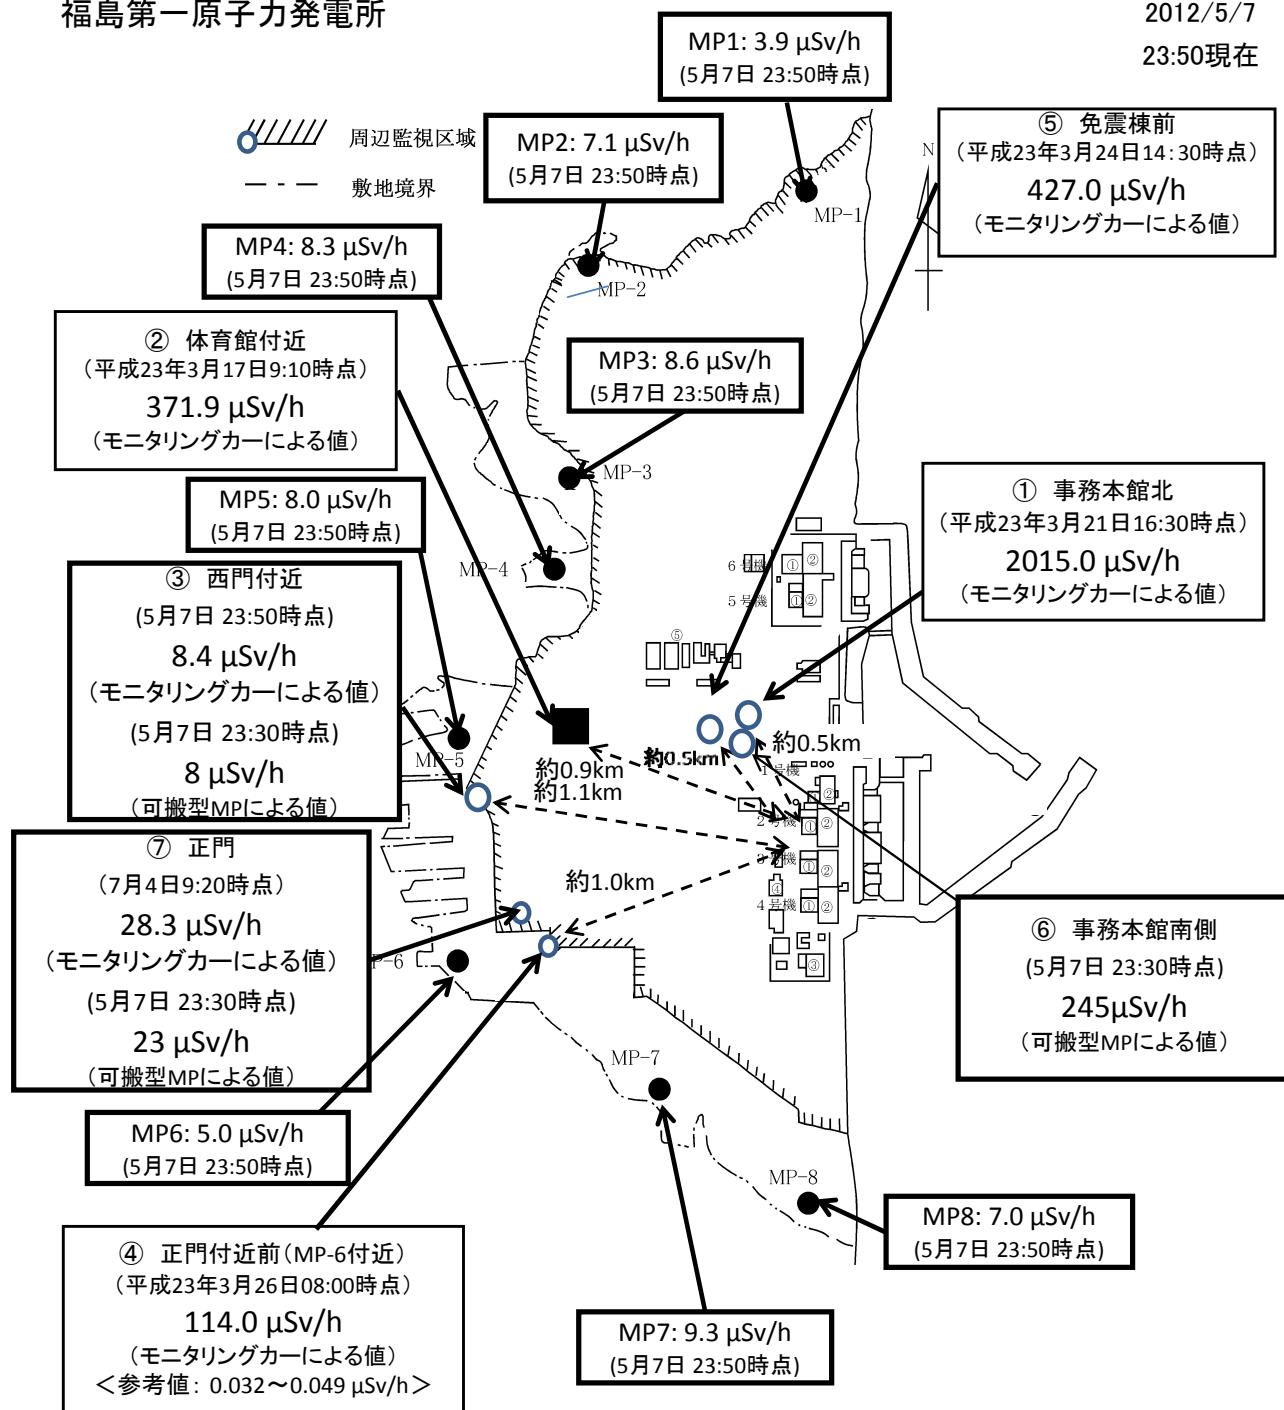 福島第一原子力発電所
2012/5/7
23:50現在
MP1: 3.9 μSv/h
(5月7日 23:50時点)
周辺監視区域
敷地境界
MP2: 7.1 μSv/h
(5月7日 23:50時点)
⑤ 免震棟前
（平成23年3月24日14:30時点）
427.0 μSv/h
（モニタリングカーによる値）
N
MP-1
MP4: 8.3 μSv/h
(5月7日 23:50時点)
MP-2
② 体育館付近
（平成23年3月17日9:10時点）
371.9 μSv/h
（モニタリングカーによる値）
MP3: 8.6 μSv/h
(5月7日 23:50時点)
MP-3
MP5: 8.0 μSv/h
(5月7日 23:50時点)
① 事務本館北
（平成23年3月21日16:30時点）
2015.0 μSv/h
（モニタリングカーによる値）
MP-4
6号機
① ②
5号機
① ②
③ 西門付近
(5月7日 23:50時点)
8.4 μSv/h
（モニタリングカーによる値）
(5月7日 23:30時点)
8 μSv/h
（可搬型MPによる値）
⑤
MP-5
約0.9km
約1.1km
約0.5km
約0.5km
1号機
②
2号機
① ②
3号機
① ②
④
4号機
① ②
③
約1.0km
⑦ 正門
(7月4日9:20時点)
28.3 μSv/h
（モニタリングカーによる値）
(5月7日 23:30時点)
23 μSv/h
（可搬型MPによる値）
P-6
⑥ 事務本館南側
(5月7日 23:30時点)
245μSv/h
（可搬型MPによる値）
MP-7
MP6: 5.0 μSv/h
(5月7日 23:50時点)
MP-8
MP8: 7.0 μSv/h
(5月7日 23:50時点)
④ 正門付近前（MP-6付近）
（平成23年3月26日08:00時点）
114.0 μSv/h
（モニタリングカーによる値）
＜参考値: 0.032～0.049 μSv/h＞
MP7: 9.3 μSv/h
(5月7日 23:50時点)